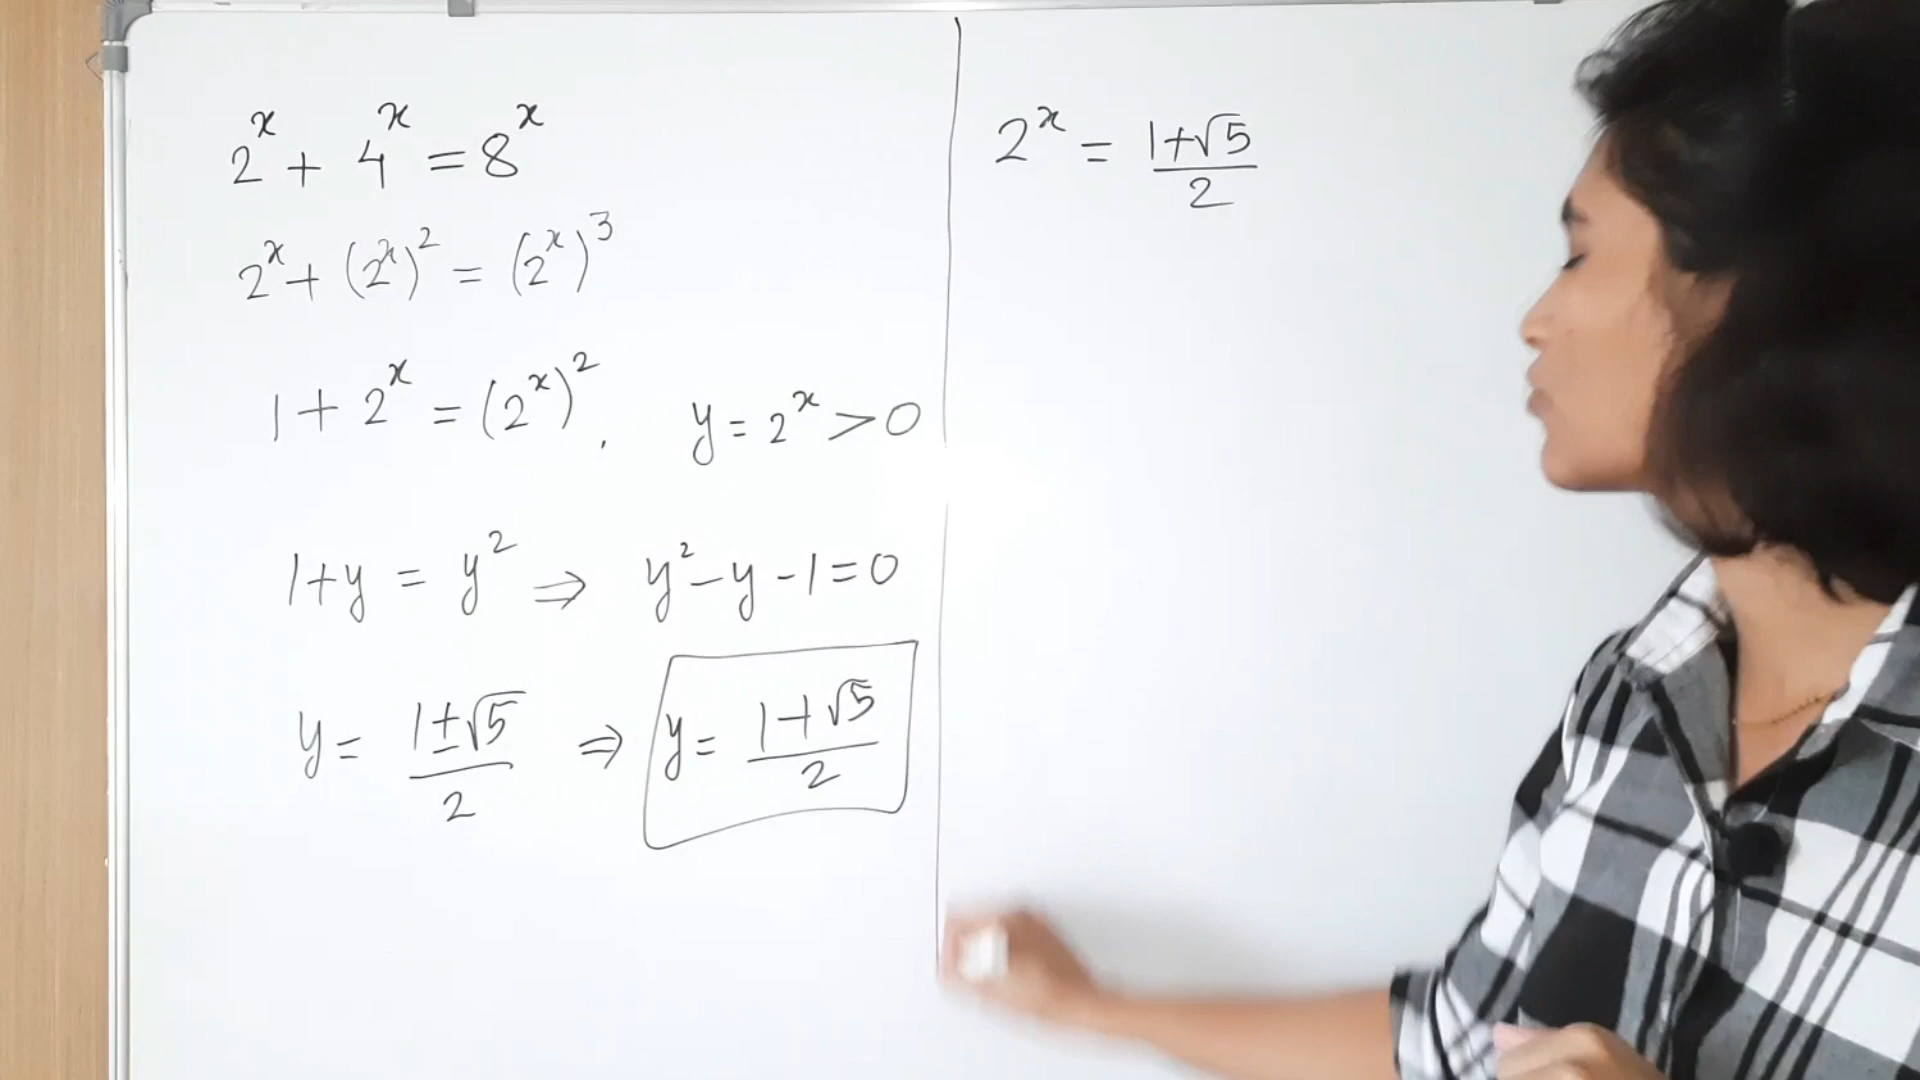 2^x + 4^x = 8^x
2^x + (2^x)^2 = (2^x)^3
1 + 2^x = (2^x)^2, y = 2^x > 0
1+y = y^2 ⇒ y^2 - y - 1 = 0
y = (1±√5)/2 ⇒ y = (1+√5)/2
2^x = (1+√5)/2